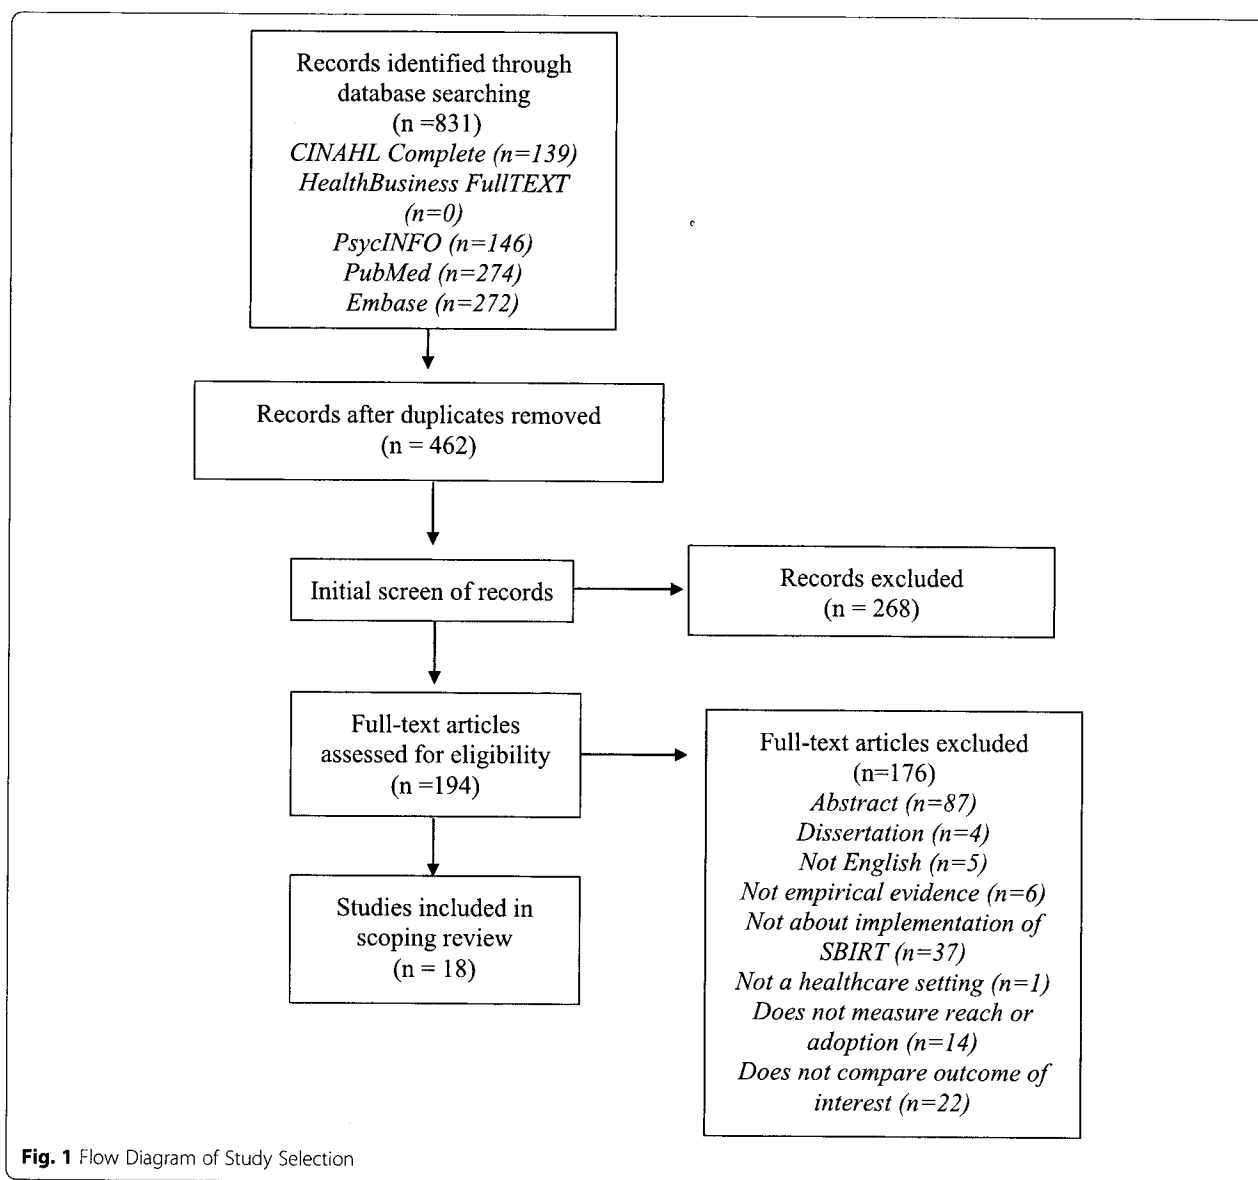 Records identified through
database searching
(n =831)
CINAHL Complete (n=139)
HealthBusiness FullTEXT
(n=0)
PsycINFO (n=146)
PubMed (n=274)
Embase (n=272)
Records after duplicates removed
(n = 462)
Initial screen of records
Records excluded
(n = 268)
Full-text articles
assessed for eligibility
(n =194)
Full-text articles excluded
(n=176)
Abstract (n=87)
Dissertation (n=4)
Not English (n=5)
Not empirical evidence (n=6)
Not about implementation of
SBIRT (n=37)
Not a healthcare setting (n=1)
Does not measure reach or
adoption (n=14)
Does not compare outcome of
interest (n=22)
Studies included in
scoping review
(n = 18)
Fig. 1 Flow Diagram of Study Selection